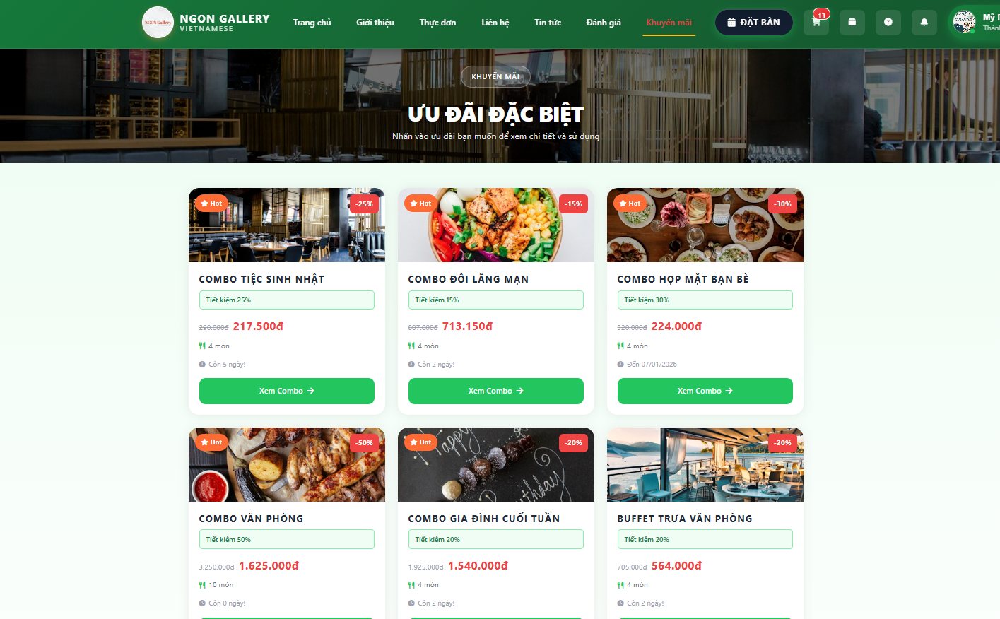 NGON Gallery
NGON GALLERY
VIETNAMESE
Trang chủ
Giới thiệu
Thực đơn
Liên hệ
Tin tức
Đánh giá
Khuyến mãi
ĐẶT BÀN
13
KHUYẾN MÃI
ƯU ĐÃI ĐẶC BIỆT
Nhấn vào ưu đãi bạn muốn để xem chi tiết và sử dụng
Hot
-25%
COMBO TIỆC SINH NHẬT
Tiết kiệm 25%
290.000đ 217.500đ
4 món
Còn 5 ngày!
Xem Combo →
Hot
-15%
COMBO ĐÔI LÃNG MẠN
Tiết kiệm 15%
713.150đ
4 món
Còn 2 ngày!
Xem Combo →
Hot
-30%
COMBO HỌP MẶT BẠN BÈ
Tiết kiệm 30%
320.000đ 224.000đ
4 món
Đến 07/01/2026
Xem Combo →
Hot
-50%
COMBO VĂN PHÒNG
Tiết kiệm 50%
3.250.000đ 1.625.000đ
10 món
Còn 0 ngày!
Hot
-20%
COMBO GIA ĐÌNH CUỐI TUẦN
Tiết kiệm 20%
1.925.000đ 1.540.000đ
4 món
Còn 2 ngày!
-20%
BUFFET TRƯA VĂN PHÒNG
Tiết kiệm 20%
705.000đ 564.000đ
4 món
Còn 2 ngày!